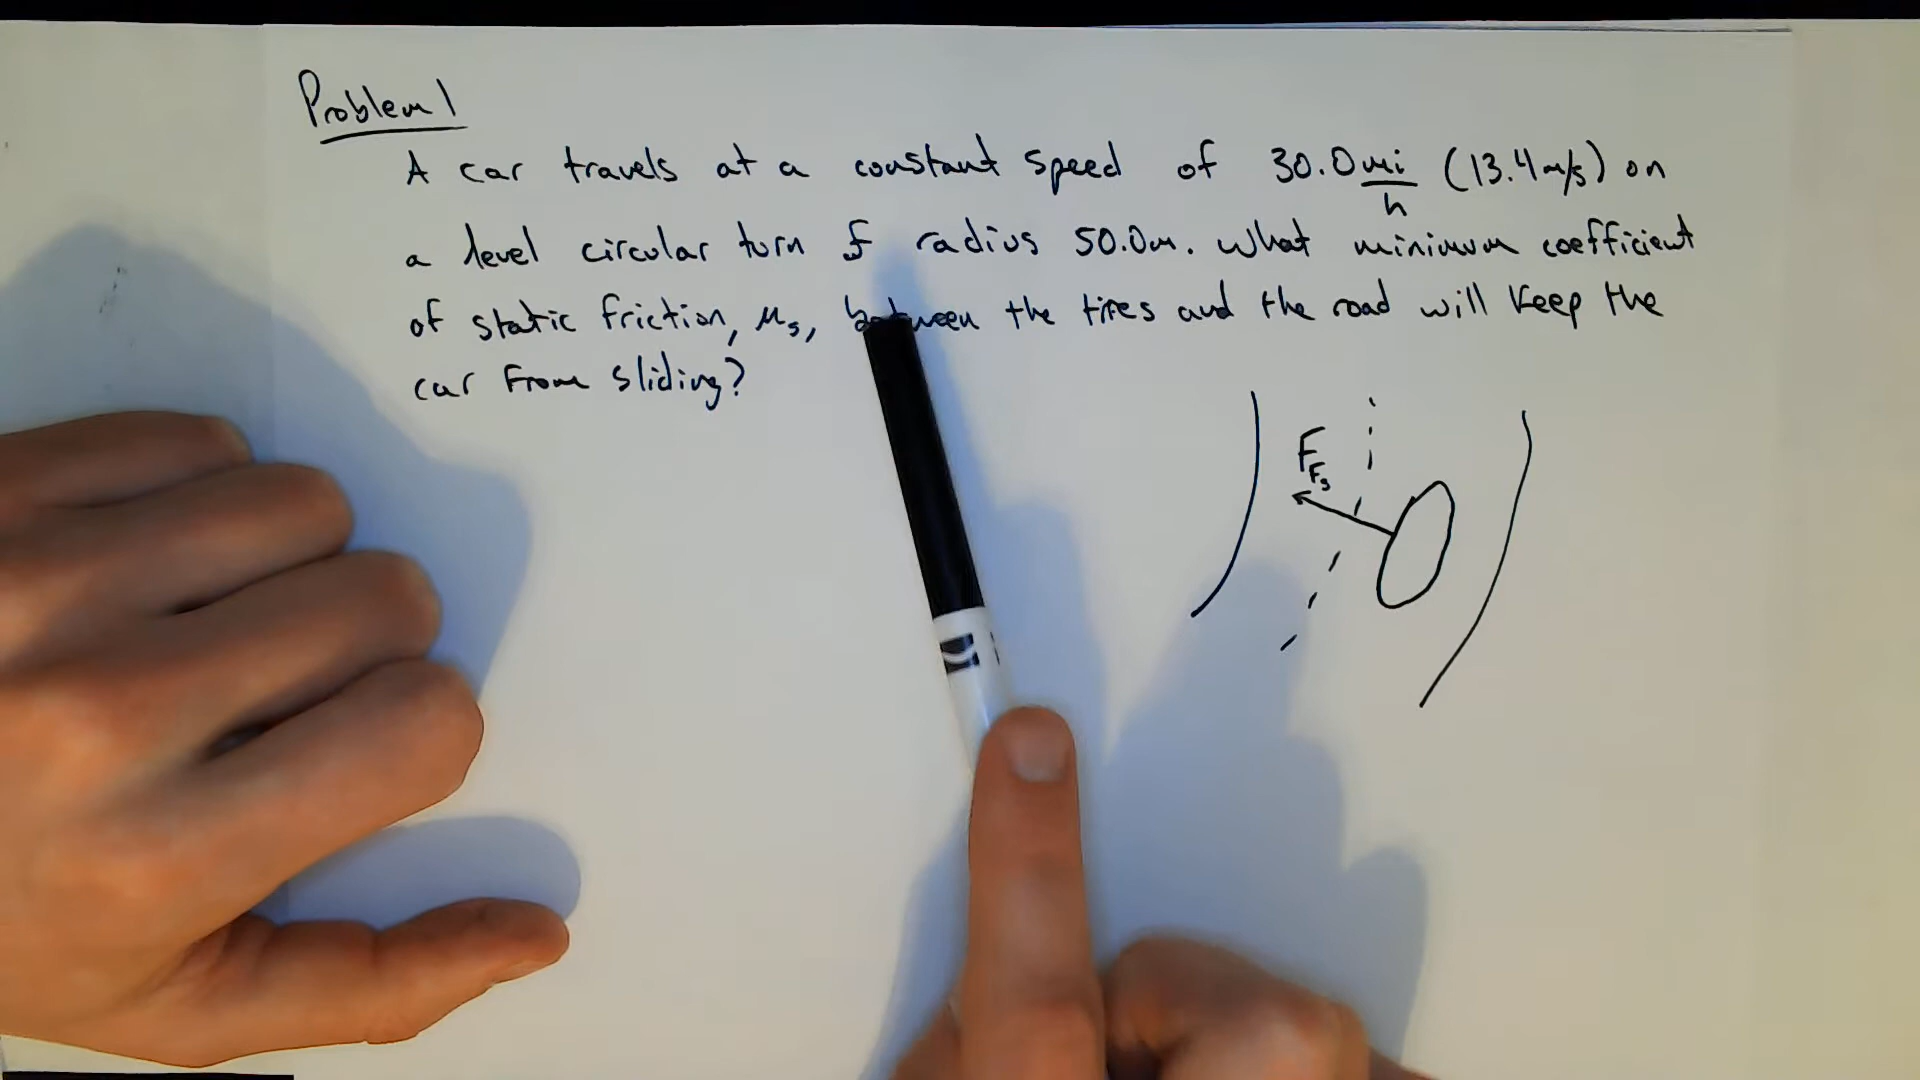 Problem 1
A car travels at a constant speed of 30.0 mi/h (13.4 m/s) on
a level circular turn of radius 50.0m. What minimum coefficient
of static friction, μs, between the tires and the road will keep the
car from sliding?
F_Fs